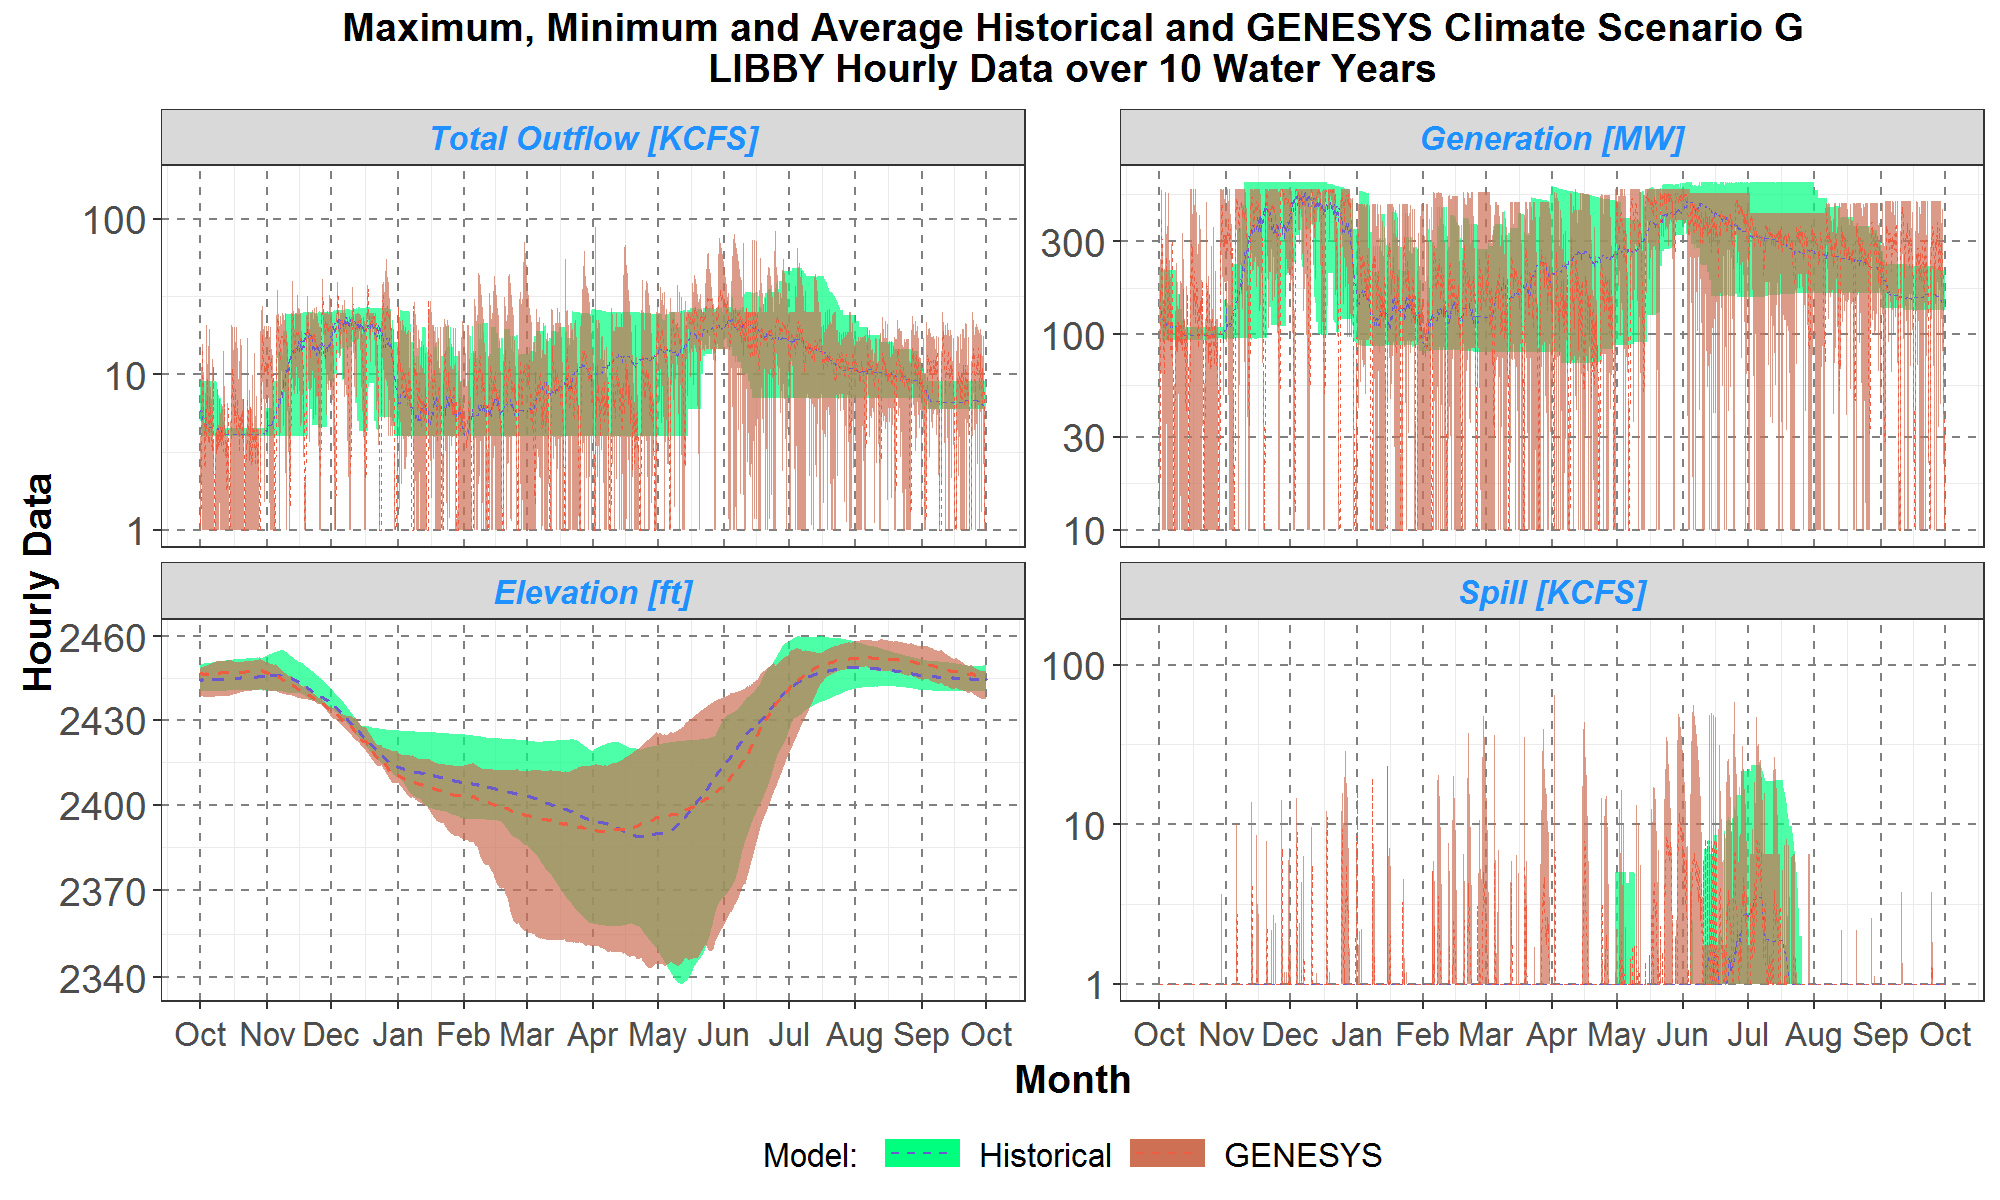 Maximum, Minimum and Average Historical and GENESYS Climate Scenario G
LIBBY Hourly Data over 10 Water Years
Total Outflow [KCFS]
100
10
1
Generation [MW]
300
100
30
10
Hourly Data
Elevation [ft]
2460
2430
2400
2370
2340
Oct Nov Dec Jan Feb Mar Apr May Jun Jul Aug Sep Oct
Spill [KCFS]
100
10
1
Oct Nov Dec Jan Feb Mar Apr May Jun Jul Aug Sep Oct
Month
Model: Historical GENESYS